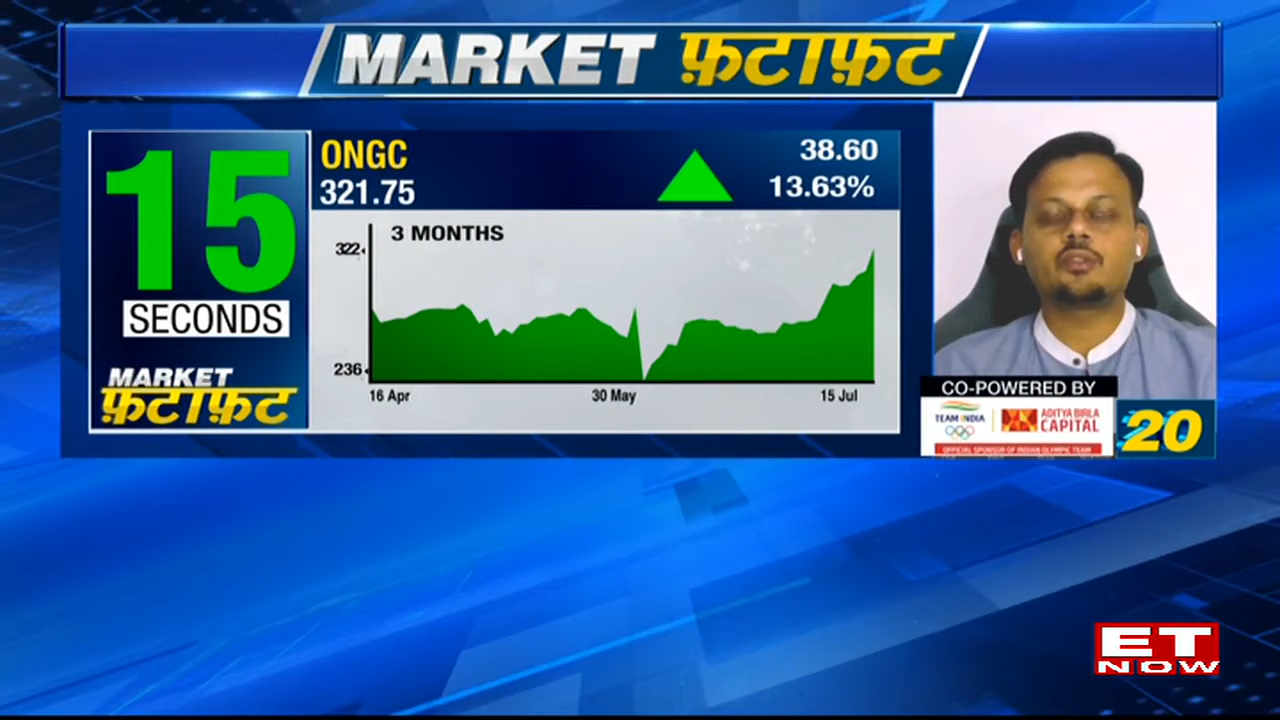 MARKET फ़टाफ़ट
15
SECONDS
MARKET
फ़टाफ़ट
ONGC
321.75
38.60
13.63%
3 MONTHS
322
236
16 Apr
30 May
15 Jul
CO-POWERED BY
TEAM INDIA
ADITYA BIRLA
CAPITAL
OFFICIAL SPONSOR OF INDIAN OLYMPIC TEAM
20
ET
NOW